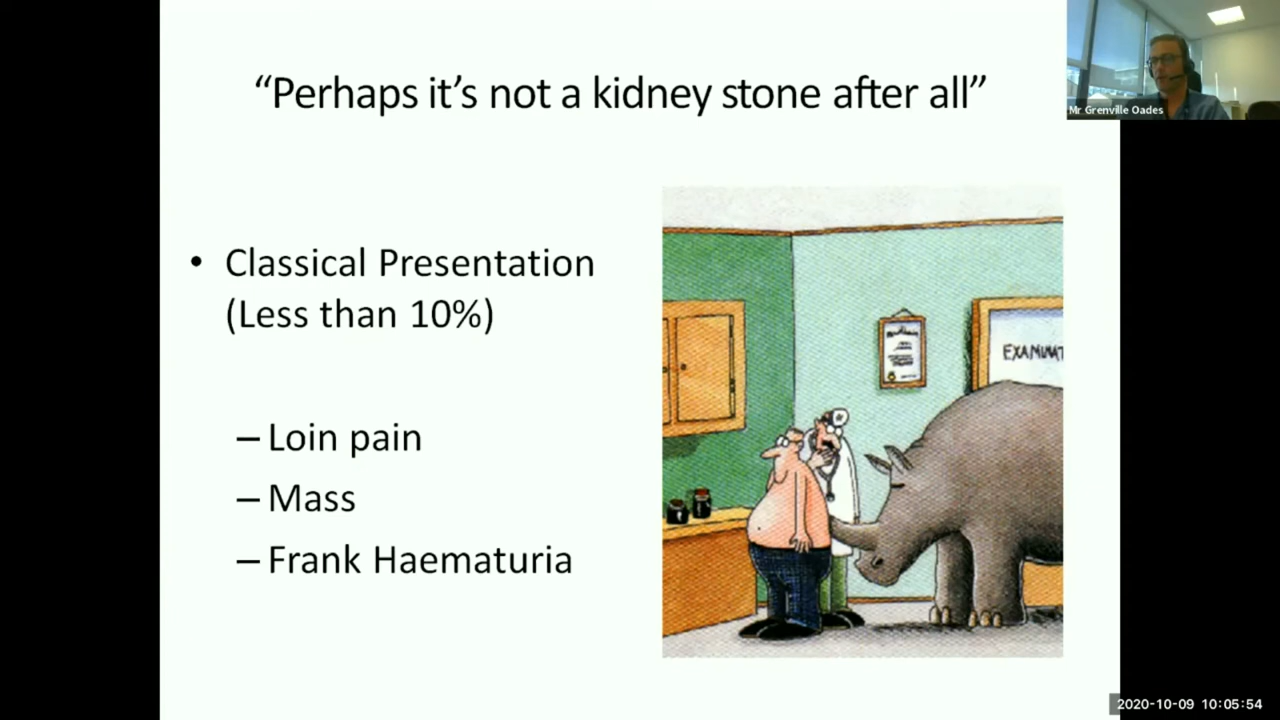 “Perhaps it’s not a kidney stone after all”
Mr Grenville Oades
• Classical Presentation
(Less than 10%)
– Loin pain
– Mass
– Frank Haematuria
EXAMINAT
2020-10-09 10:05:54